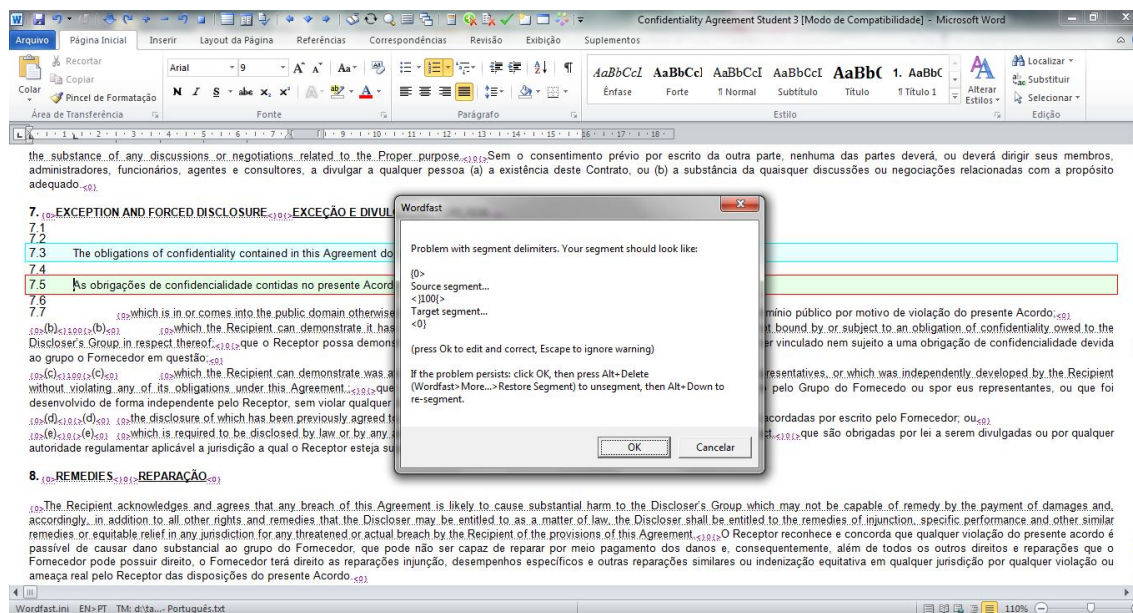 Confidentiality Agreement Student 3 [Modo de Compatibilidade] - Microsoft Word
Arquivo Página Inicial Inserir Layout da Página Referências Correspondências Revisão Exibição Suplementos
Colar
Recortar
Copiar
Pincel de Formatação
Área de Transferência
Arial 9
N I S abc x₂ x²
Fonte
Parágrafo
AaBbCcI AaBbCcl AaBbCcI AaBbCcI AaBb( 1. AaBbC
Ênfase Forte ¶ Normal Subtítulo Título ¶ Título 1
Alterar Estilos
Estilo
Localizar
Substituir
Selecionar
Edição
the substance of any discussions or negotiations related to the Proper purpose.<}0{>Sem o consentimento prévio por escrito da outra parte, nenhuma das partes deverá, ou deverá dirigir seus membros,
administradores, funcionários, agentes e consultores, a divulgar a qualquer pessoa (a) a existência deste Contrato, ou (b) a substância da quaisquer discussões ou negociações relacionadas com a propósito
adequado.<0}
7. {0>EXCEPTION AND FORCED DISCLOSURE<}0{>EXCEÇÃO E DIVUL
7.1
7.2
7.3 The obligations of confidentiality contained in this Agreement do
7.4
7.5 As obrigações de confidencialidade contidas no presente Acord
7.6
7.7 {0>which is in or comes into the public domain otherwise
mínio público por motivo de violação do presente Acordo;<0}
{0>(b)<}100{>(b)<0} {0>which the Recipient can demonstrate it has
t bound by or subject to an obligation of confidentiality owed to the
Discloser's Group in respect thereof;<}0{>que o Receptor possa demons
er vinculado nem sujeito a uma obrigação de confidencialidade devida
ao grupo o Fornecedor em questão;<0}
{0>(c)<}100{>(c)<0} {0>which the Recipient can demonstrate was a
resentatives, or which was independently developed by the Recipient
without violating any of its obligations under this Agreement.;<}0{>que
pelo Grupo do Fornecedo ou spor eus representantes, ou que foi
desenvolvido de forma independente pelo Receptor, sem violar qualquer
{0>(d)<}0{>(d)<0} {0>the disclosure of which has been previously agreed t
acordadas por escrito pelo Fornecedor; ou<0}
{0>(e)<}0{>(e)<0} {0>which is required to be disclosed by law or by any
<}0{>que são obrigadas por lei a serem divulgadas ou por qualquer
autoridade regulamentar aplicável a jurisdição a qual o Receptor esteja su
8. {0>REMEDIES<}0{>REPARAÇÃO<0}
{0>The Recipient acknowledges and agrees that any breach of this Agreement is likely to cause substantial harm to the Discloser's Group which may not be capable of remedy by the payment of damages and,
accordingly, in addition to all other rights and remedies that the Discloser may be entitled to as a matter of law, the Discloser shall be entitled to the remedies of injunction, specific performance and other similar
remedies or equitable relief in any jurisdiction for any threatened or actual breach by the Recipient of the provisions of this Agreement.<}0{>O Receptor reconhece e concorda que qualquer violação do presente acordo é
passível de causar dano substancial ao grupo do Fornecedor, que pode não ser capaz de reparar por meio pagamento dos danos e, consequentemente, além de todos os outros direitos e reparações que o
Fornecedor pode possuir direito, o Fornecedor terá direito as reparações injunção, desempenhos específicos e outras reparações similares ou indenização equitativa em qualquer jurisdição por qualquer violação ou
ameaça real pelo Receptor das disposições do presente Acordo.<0}
Wordfast
Problem with segment delimiters. Your segment should look like:
{0>
Source segment...
<}100{>
Target segment...
<0}
(press Ok to edit and correct, Escape to ignore warning)
If the problem persists: click OK, then press Alt+Delete
(Wordfast>More...>Restore Segment) to unsegment, then Alt+Down to
re-segment.
OK Cancelar
Wordfast.ini EN>PT TM: d:\ta...- Português.txt
110%